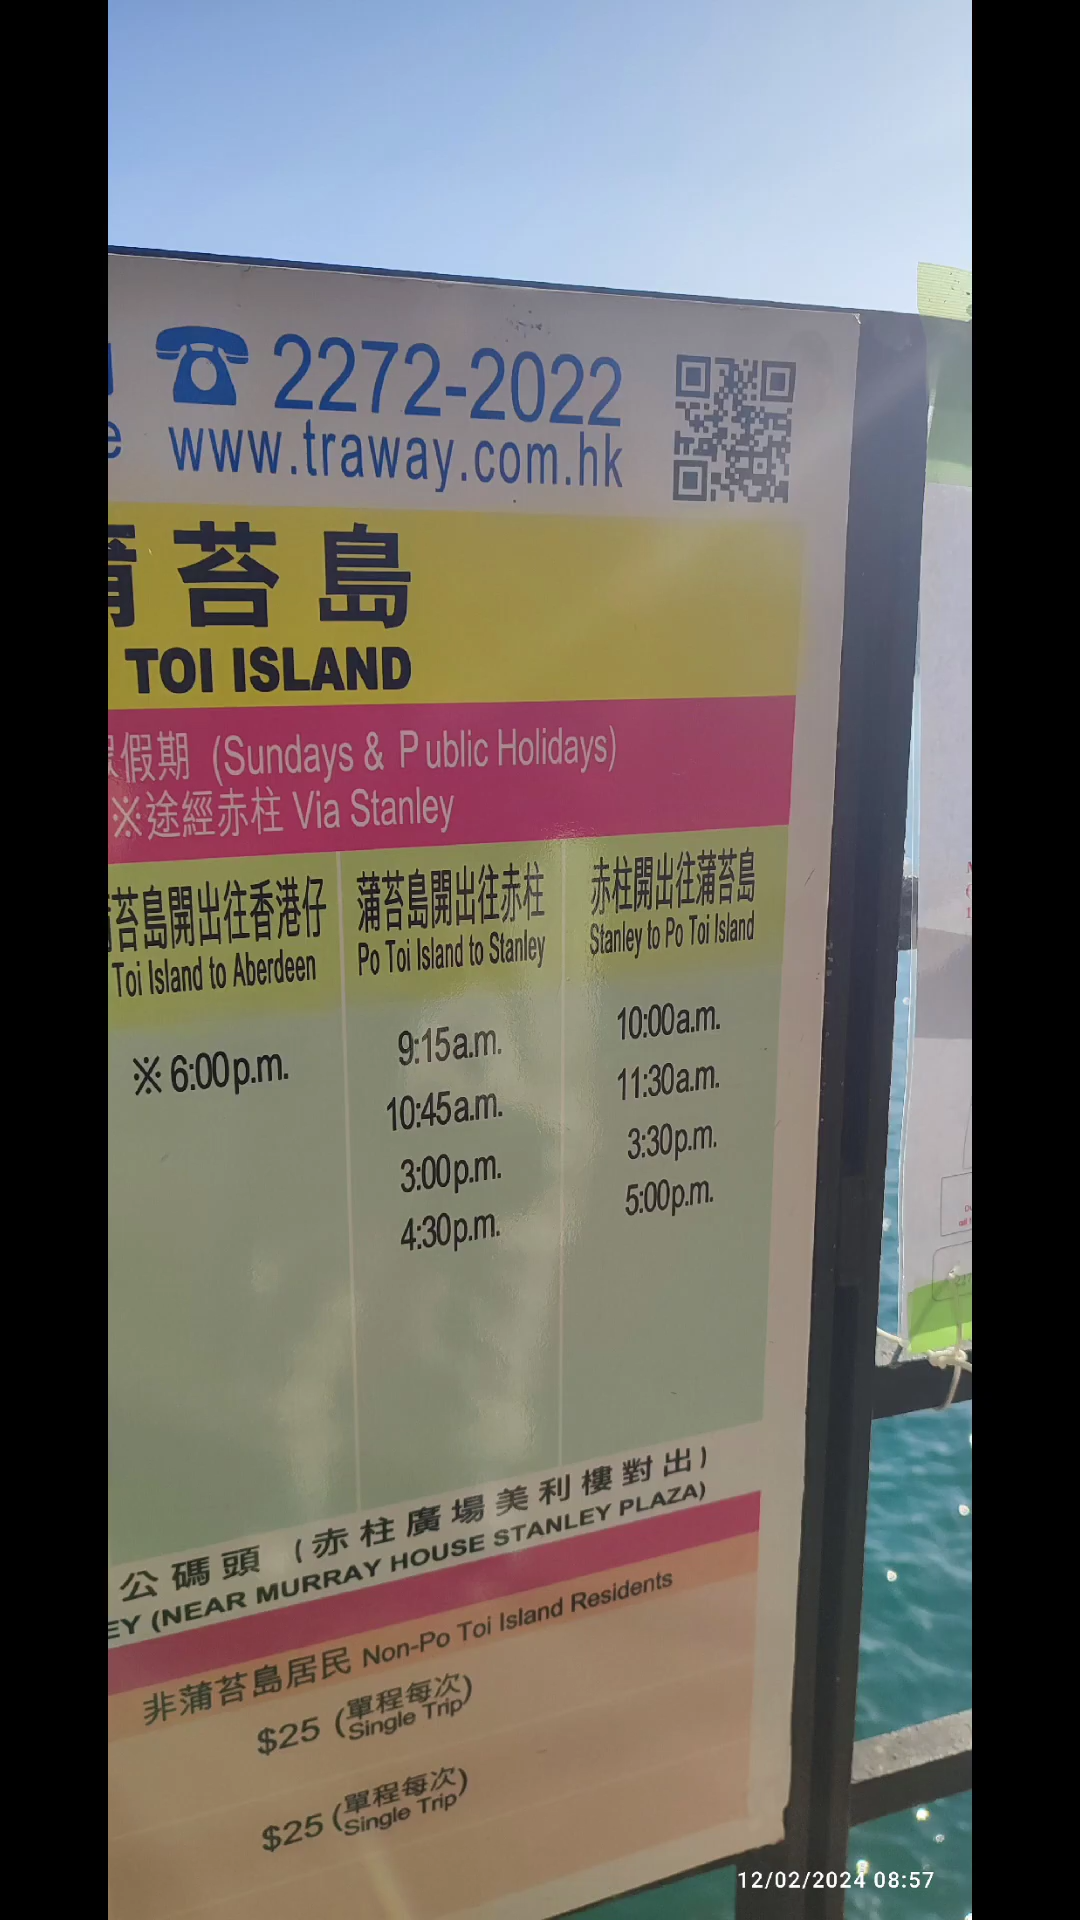 2272-2022
www.traway.com.hk
蒲苔島
TOI ISLAND
眾假期 (Sundays & Public Holidays)
※途經赤柱 Via Stanley
苔島開出往香港仔
Toi Island to Aberdeen
※ 6:00p.m.
蒲苔島開出往赤柱
Po Toi Island to Stanley
9:15a.m.
10:45a.m.
3:00p.m.
4:30p.m.
赤柱開出往蒲苔島
Stanley to Po Toi Island
10:00a.m.
11:30a.m.
3:30p.m.
5:00p.m.
公碼頭 (赤柱廣場美利樓對出)
EY (NEAR MURRAY HOUSE STANLEY PLAZA)
非蒲苔島居民 Non-Po Toi Island Residents
$25 (單程每次 Single Trip)
$25 (單程每次 Single Trip)
12/02/2024 08:57